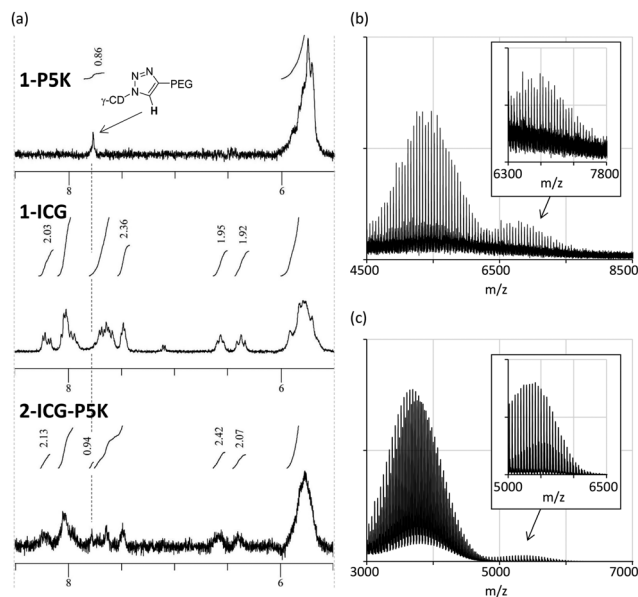 (a)
1-P5K
0.86
N=N
N
γ-CD
PEG
H
8
6
1-ICG
2.03
2.36
1.95
1.92
8
6
2-ICG-P5K
2.13
0.94
2.42
2.07
8
6
(b)
6300
7800
m/z
4500
6500
8500
m/z
(c)
5000
6500
m/z
3000
5000
7000
m/z